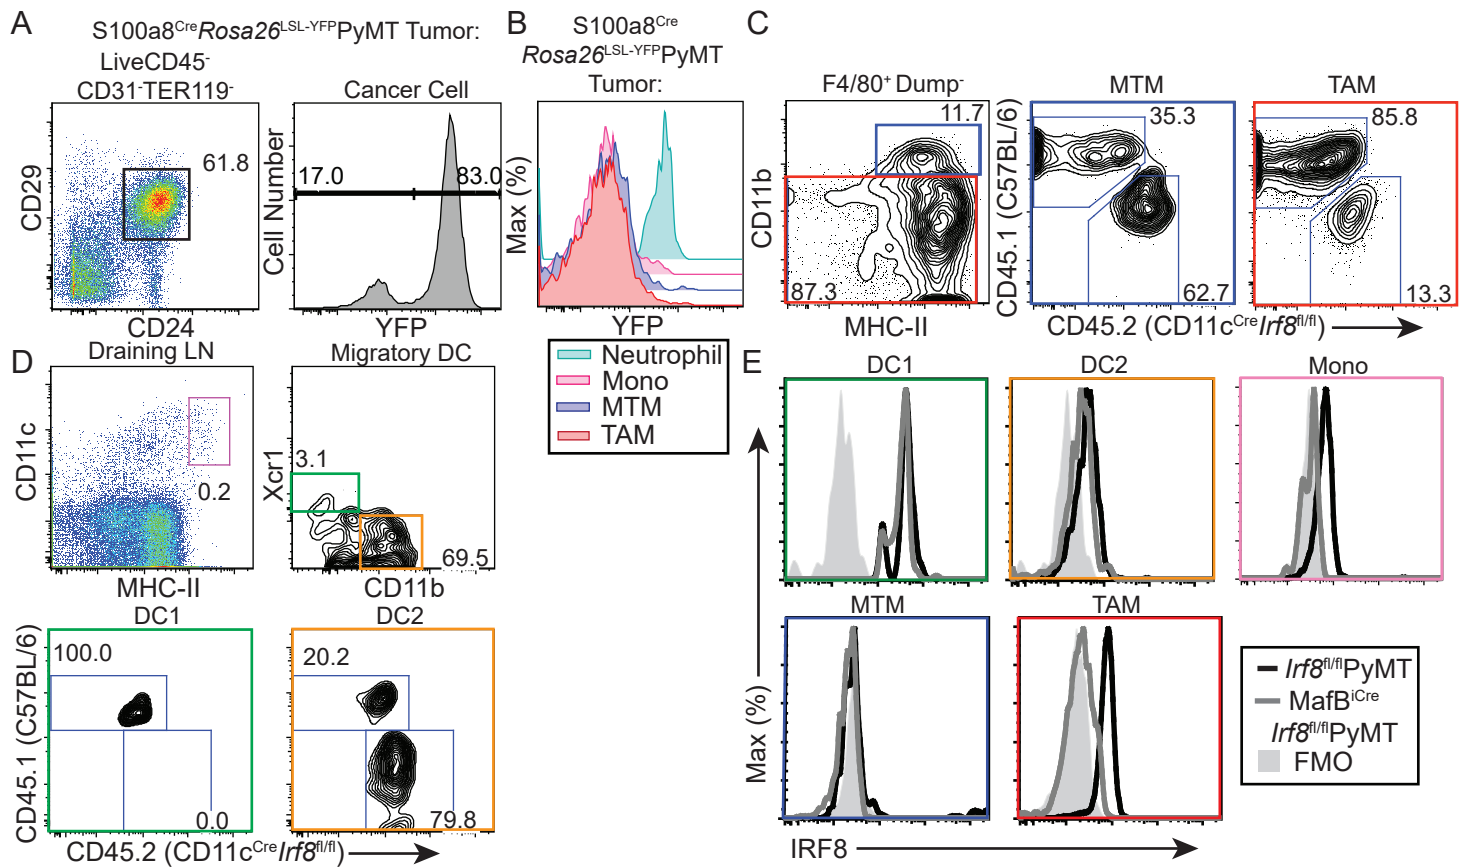 A
S100a8CreRosa26LSL-YFPPyMT Tumor:
LiveCD45-
CD31-TER119-
Cancer Cell
61.8
17.0
83.0
CD29
CD24
Cell Number
YFP
B
S100a8Cre
Rosa26LSL-YFPPyMT
Tumor:
Max (%)
YFP
Neutrophil
Mono
MTM
TAM
C
F4/80+ Dump-
MTM
TAM
11.7
87.3
35.3
62.7
85.8
13.3
CD11b
MHC-II
CD45.1 (C57BL/6)
CD45.2 (CD11cCreIrf8fl/fl)
D
Draining LN
Migratory DC
0.2
3.1
69.5
CD11c
MHC-II
Xcr1
CD11b
DC1
DC2
100.0
0.0
20.2
79.8
CD45.1 (C57BL/6)
CD45.2 (CD11cCreIrf8fl/fl)
E
DC1
DC2
Mono
MTM
TAM
Max (%)
IRF8
Irf8fl/flPyMT
MafBiCre
Irf8fl/flPyMT
FMO